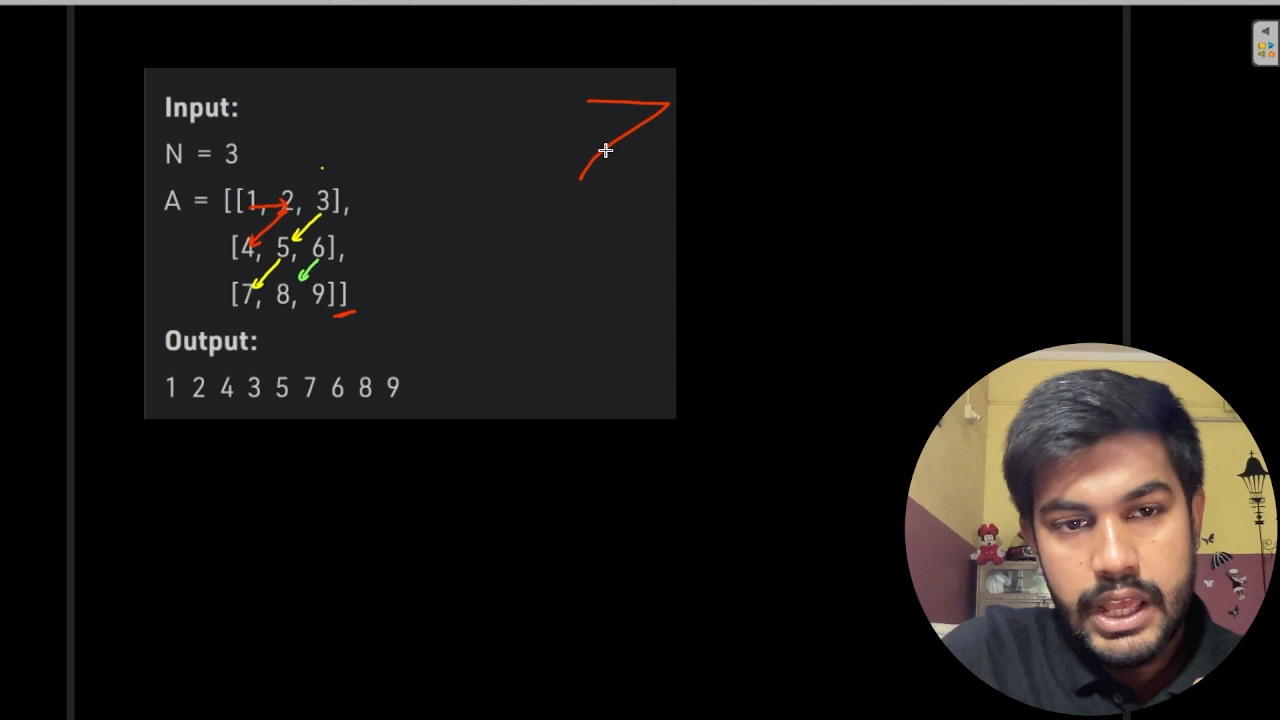 Input:
N = 3
A = [[1, 2, 3],
[4, 5, 6],
[7, 8, 9]]
Output:
1 2 4 3 5 7 6 8 9